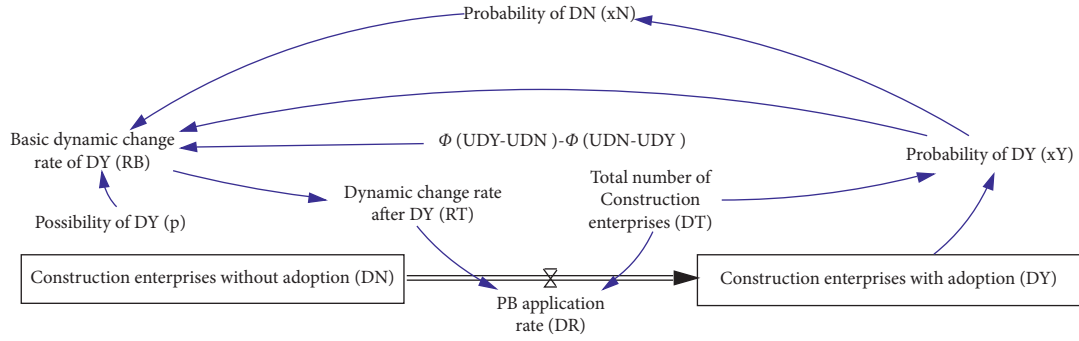 Probability of DN (xN)
Basic dynamic change
rate of DY (RB)
Φ (UDY-UDN )-Φ (UDN-UDY )
Probability of DY (xY)
Possibility of DY (p)
Dynamic change rate
after DY (RT)
Total number of
Construction
enterprises (DT)
Construction enterprises without adoption (DN)
PB application
rate (DR)
Construction enterprises with adoption (DY)